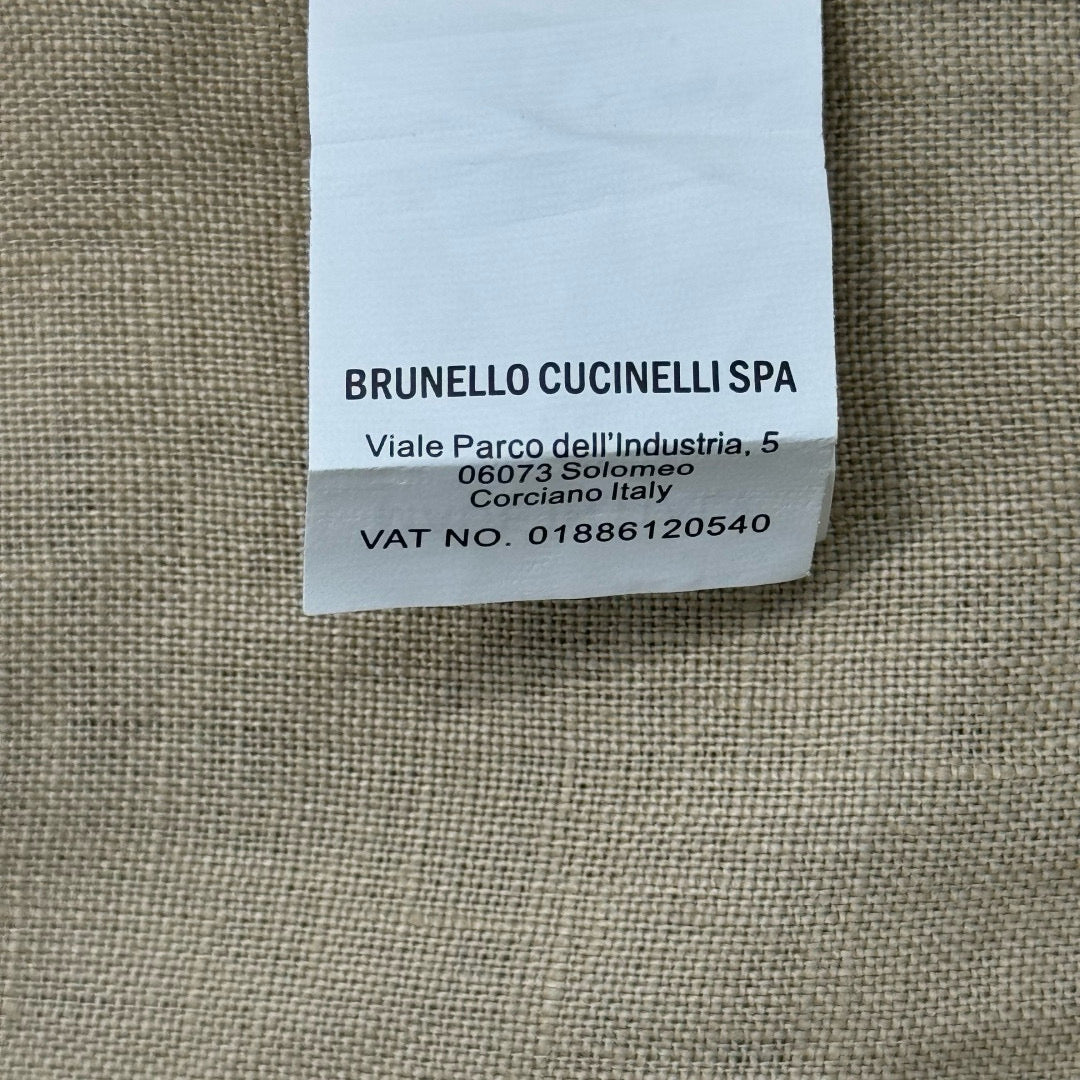 BRUNELLO CUCINELLI SPA
Viale Parco dell'Industria, 5
06073 Solomeo
Corciano Italy
VAT NO. 01886120540